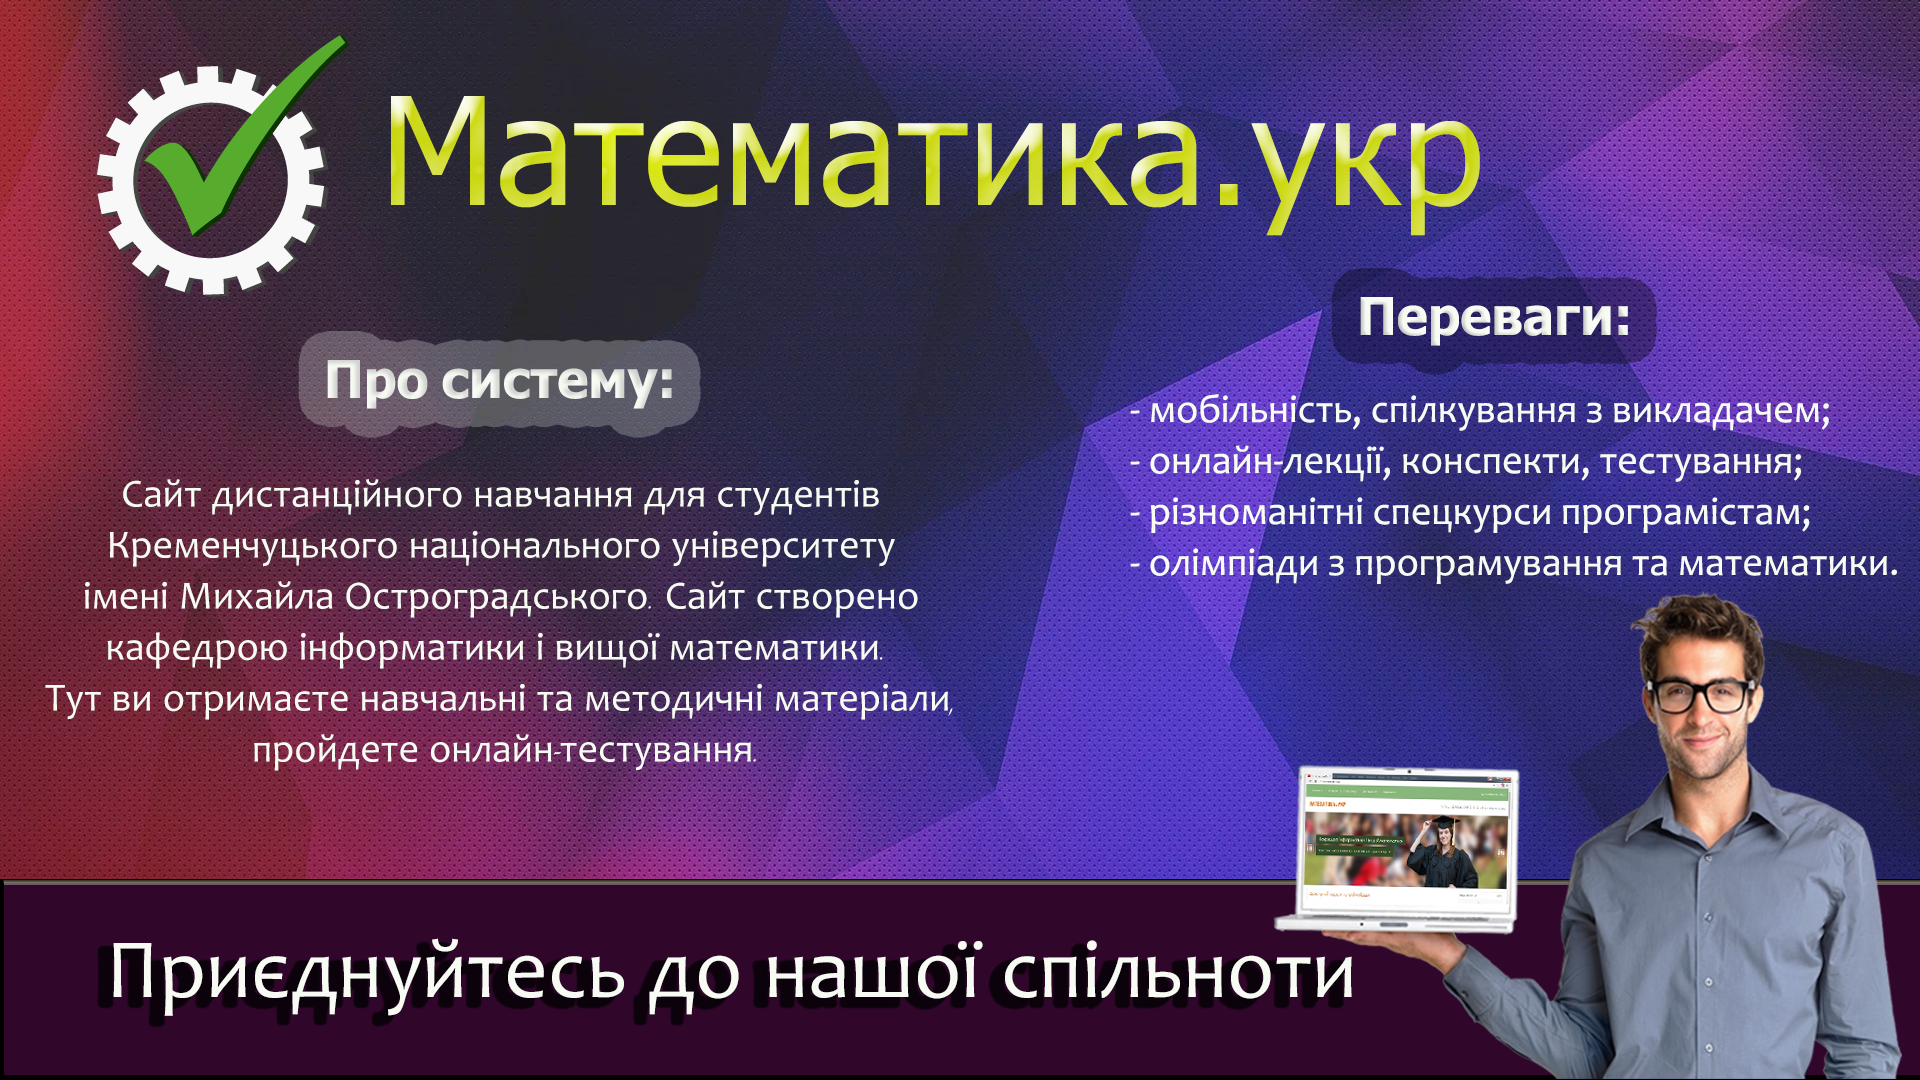 Математика.укр
Про систему:
Сайт дистанційного навчання для студентів
Кременчуцького національного університету
імені Михайла Остроградського. Сайт створено
кафедрою інформатики і вищої математики.
Тут ви отримаєте навчальні та методичні матеріали,
пройдете онлайн-тестування.
Переваги:
- мобільність, спілкування з викладачем;
- онлайн-лекції, конспекти, тестування;
- різноманітні спецкурси програмістам;
- олімпіади з програмування та математики.
МАТЕМАТИКА.УКР
Приєднуйтесь до нашої спільноти